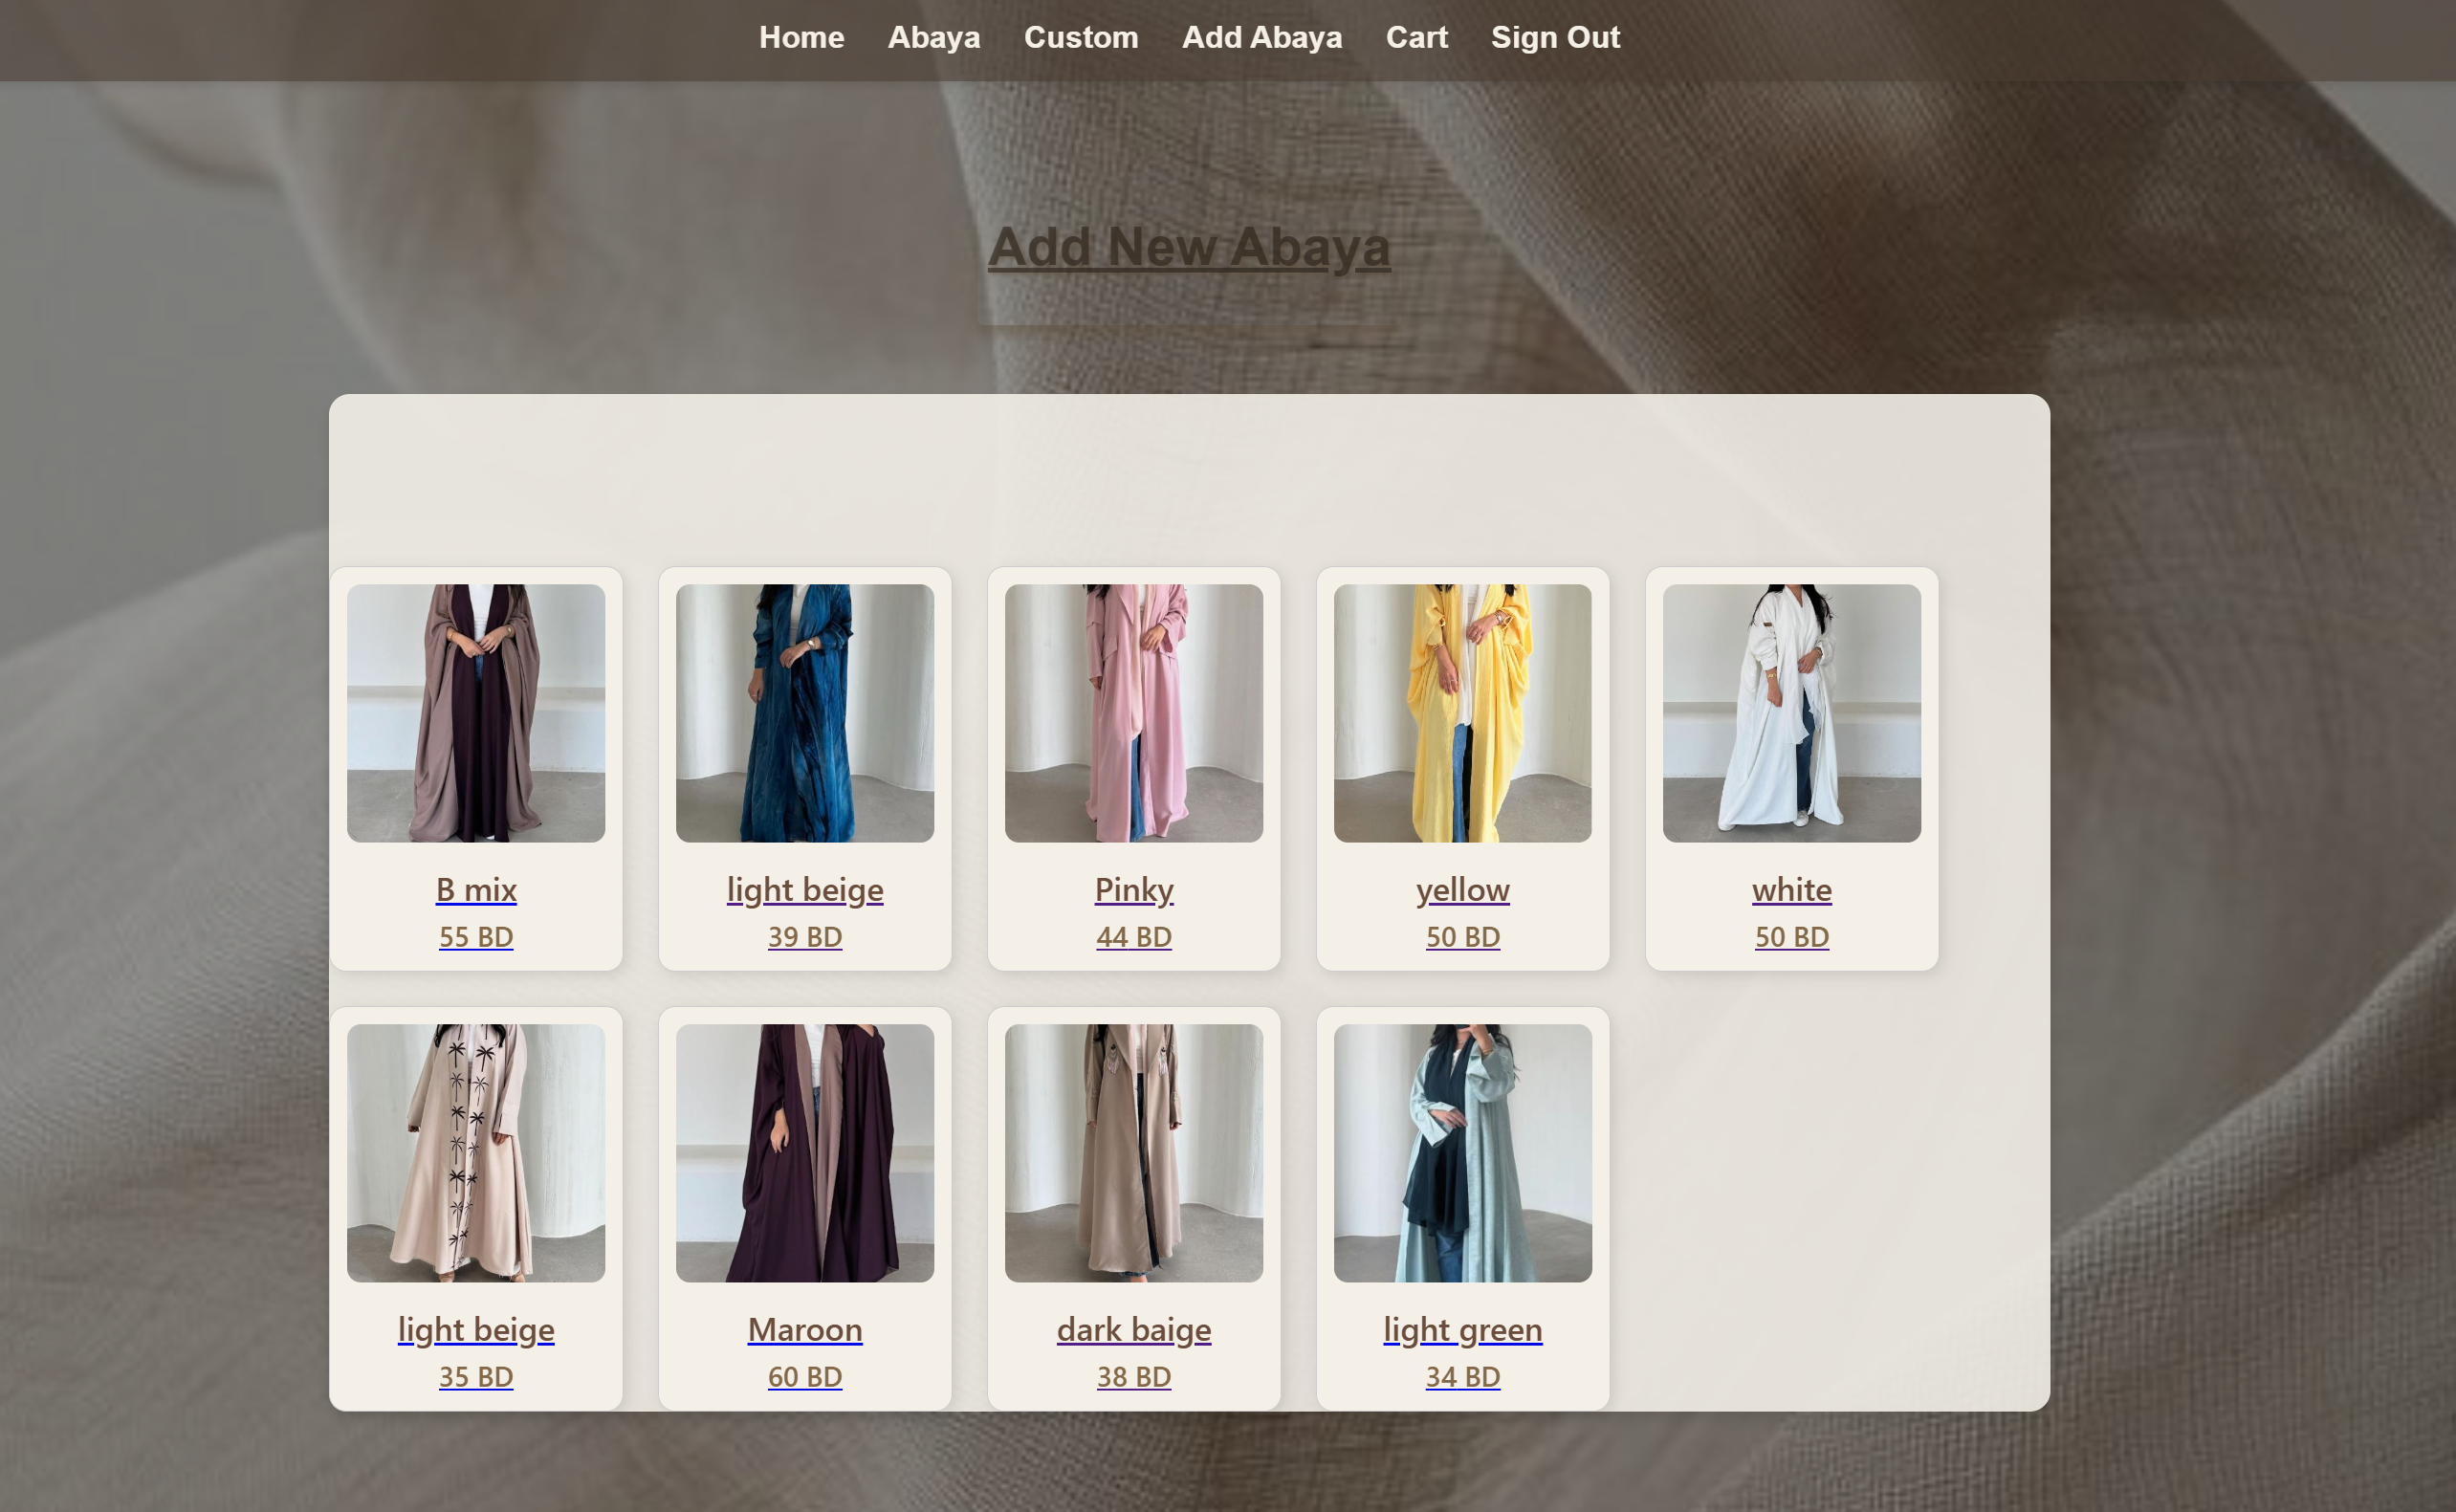 Home Abaya Custom Add Abaya Cart Sign Out
Add New Abaya
B mix
55 BD
light beige
39 BD
Pinky
44 BD
yellow
50 BD
white
50 BD
light beige
35 BD
Maroon
60 BD
dark baige
38 BD
light green
34 BD